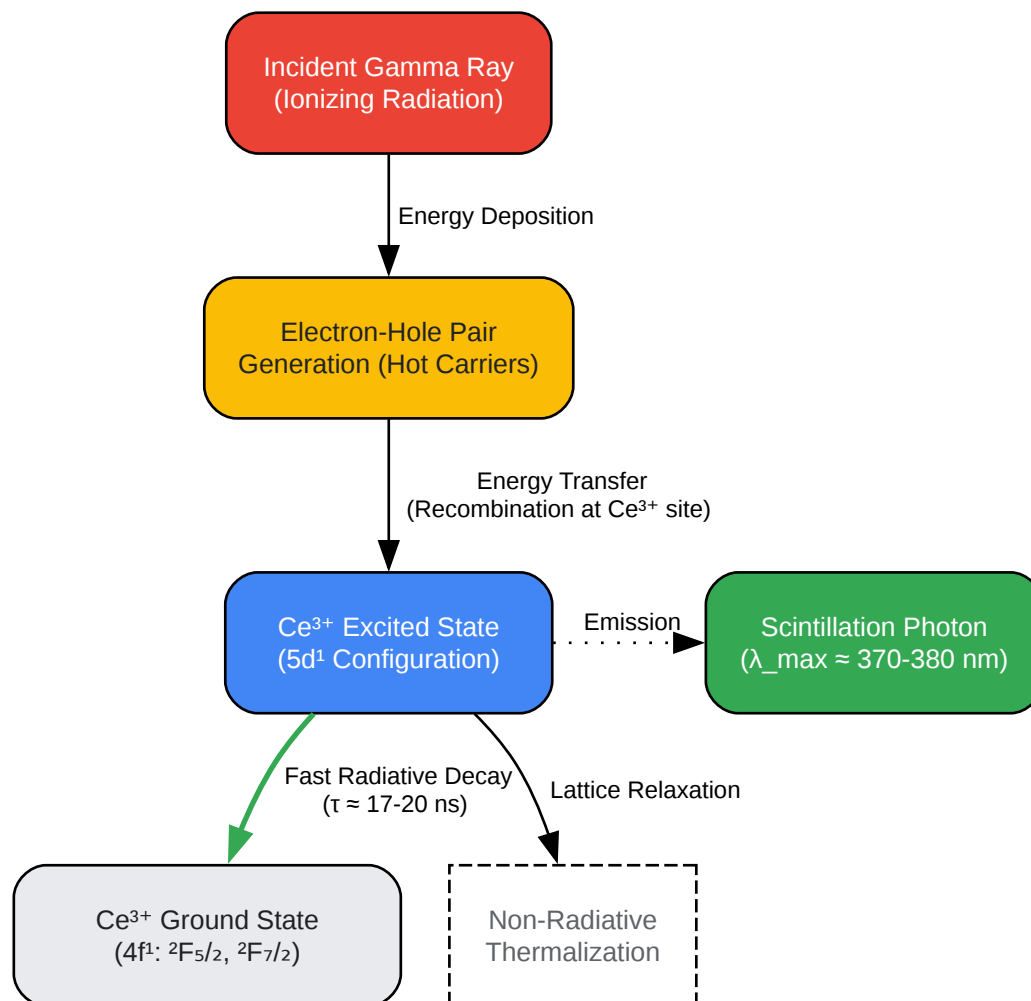 Incident Gamma Ray
(Ionizing Radiation)
Energy Deposition
Electron-Hole Pair
Generation (Hot Carriers)
Energy Transfer
(Recombination at Ce³⁺ site)
Ce³⁺ Excited State
(5d¹ Configuration)
Emission
Scintillation Photon
(λ_max ≈ 370-380 nm)
Fast Radiative Decay
(τ ≈ 17-20 ns)
Lattice Relaxation
Ce³⁺ Ground State
(4f¹: ²F₅/₂, ²F₇/₂)
Non-Radiative
Thermalization